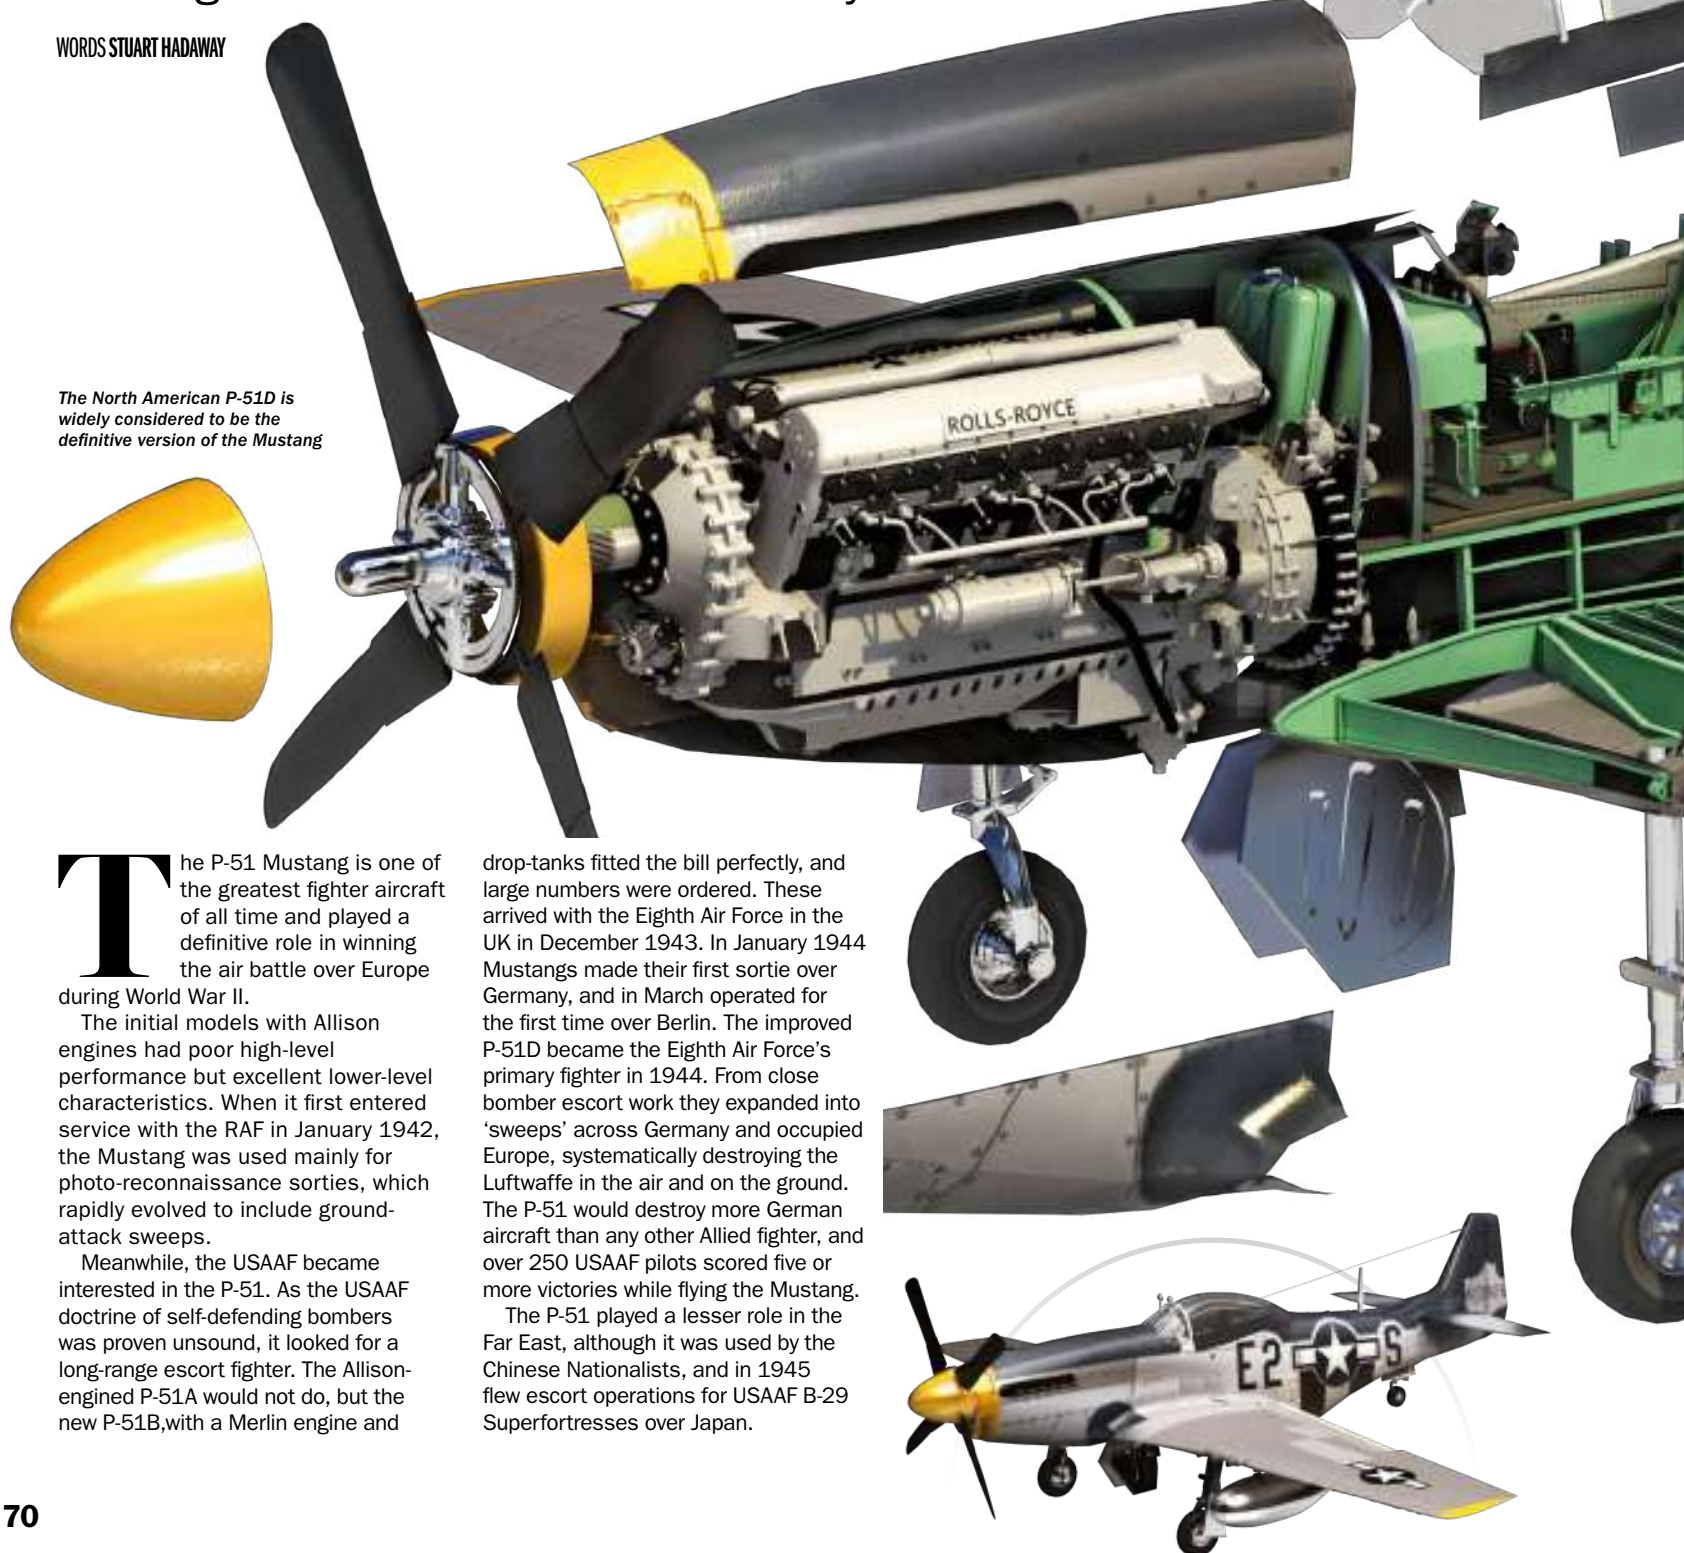 WORDS STUART HADAWAY
The North American P-51D is
widely considered to be the
definitive version of the Mustang
ROLLS-ROYCE
The P-51 Mustang is one of
the greatest fighter aircraft
of all time and played a
definitive role in winning
the air battle over Europe
during World War II.
The initial models with Allison
engines had poor high-level
performance but excellent lower-level
characteristics. When it first entered
service with the RAF in January 1942,
the Mustang was used mainly for
photo-reconnaissance sorties, which
rapidly evolved to include ground-
attack sweeps.
Meanwhile, the USAAF became
interested in the P-51. As the USAAF
doctrine of self-defending bombers
was proven unsound, it looked for a
long-range escort fighter. The Allison-
engined P-51A would not do, but the
new P-51B,with a Merlin engine and
drop-tanks fitted the bill perfectly, and
large numbers were ordered. These
arrived with the Eighth Air Force in the
UK in December 1943. In January 1944
Mustangs made their first sortie over
Germany, and in March operated for
the first time over Berlin. The improved
P-51D became the Eighth Air Force’s
primary fighter in 1944. From close
bomber escort work they expanded into
‘sweeps’ across Germany and occupied
Europe, systematically destroying the
Luftwaffe in the air and on the ground.
The P-51 would destroy more German
aircraft than any other Allied fighter, and
over 250 USAAF pilots scored five or
more victories while flying the Mustang.
The P-51 played a lesser role in the
Far East, although it was used by the
Chinese Nationalists, and in 1945
flew escort operations for USAAF B-29
Superfortresses over Japan.
E2 S
70